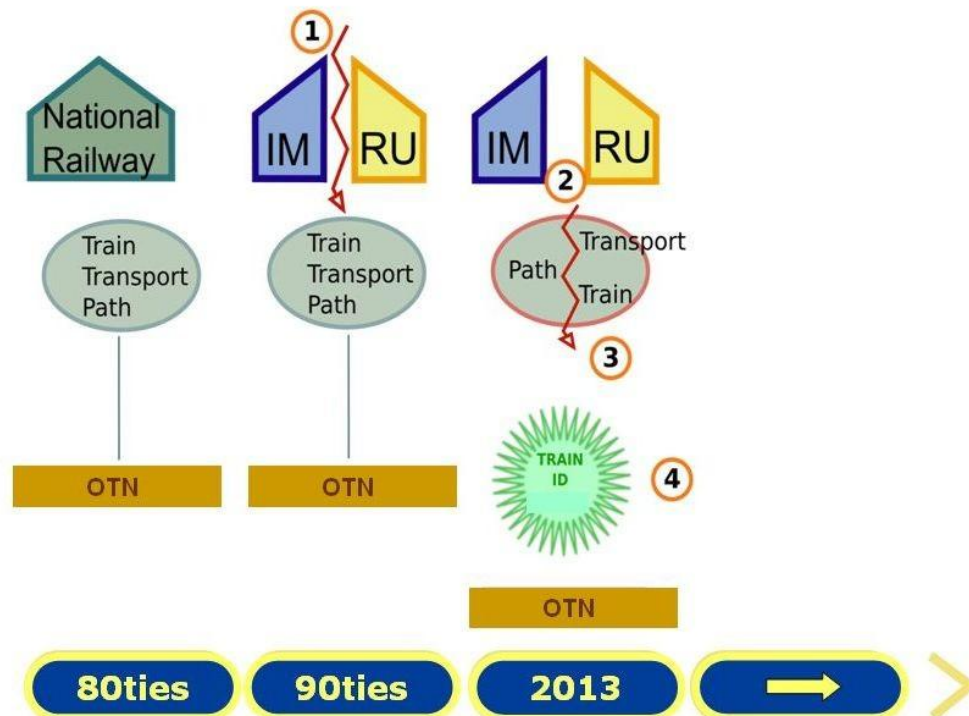 National
Railway
Train
Transport
Path
OTN
1
IM
RU
Train
Transport
Path
OTN
IM
RU
2
Transport
Path
Train
3
TRAIN
ID
4
OTN
80ties
90ties
2013